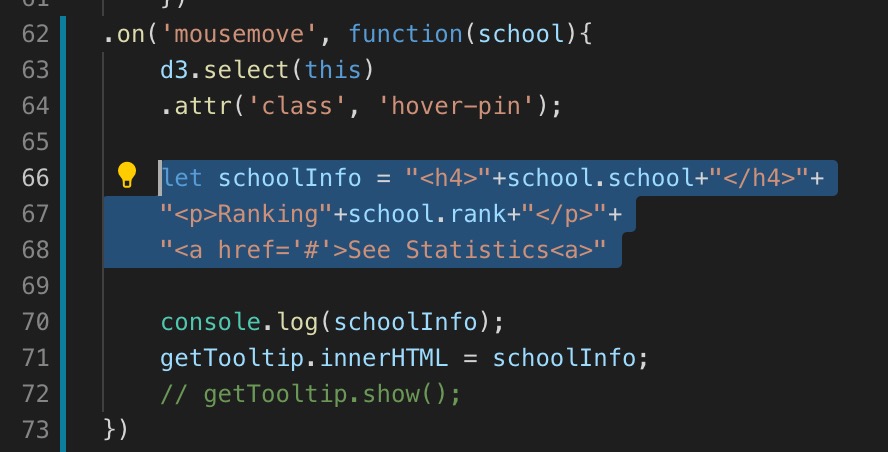 61 })
62 .on('mousemove', function(school){
63 d3.select(this)
64 .attr('class', 'hover-pin');
65
66 let schoolInfo = "<h4>"+school.school+"</h4>"+
67 "<p>Ranking"+school.rank+"</p>"+
68 "<a href='#'>See Statistics<a>"
69
70 console.log(schoolInfo);
71 getTooltip.innerHTML = schoolInfo;
72 // getTooltip.show();
73 })